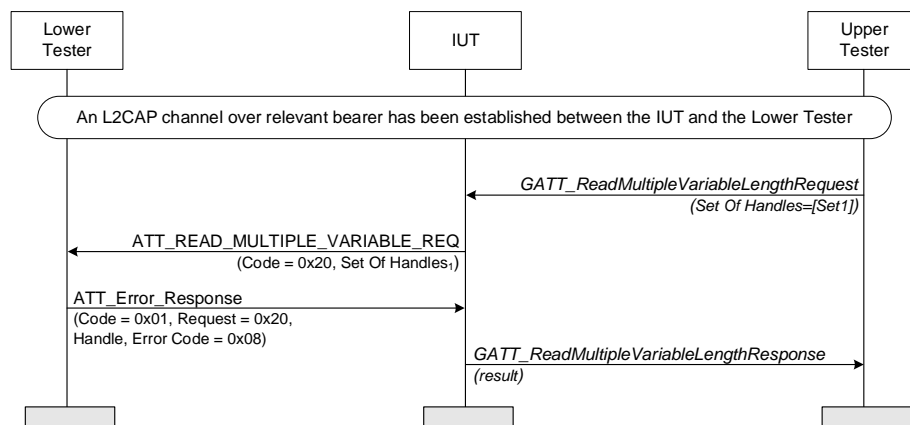 Lower
Tester
IUT
Upper
Tester
An L2CAP channel over relevant bearer has been established between the IUT and the Lower Tester
GATT_ReadMultipleVariableLengthRequest
(Set Of Handles=[Set1])
ATT_READ_MULTIPLE_VARIABLE_REQ
(Code = 0x20, Set Of Handles₁)
ATT_Error_Response
(Code = 0x01, Request = 0x20,
Handle, Error Code = 0x08)
GATT_ReadMultipleVariableLengthResponse
(result)